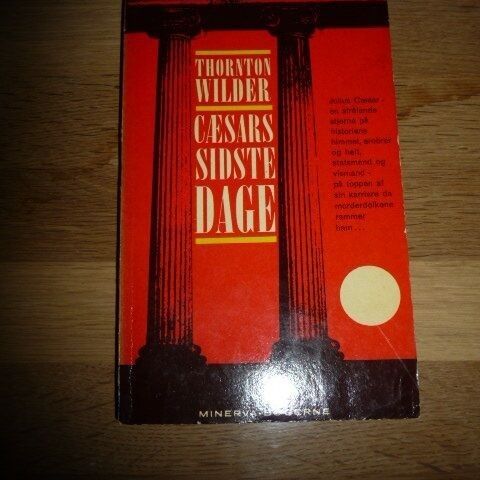 THORNTON
WILDER
CÆSARS
SIDSTE
DAGE
Julius Cæsar -
en strålende
stjerne på
historiens
himmel, erobrer
og helt,
statsmand og
vismand -
på toppen af
sin karriere da
morderdolkene
rammer
ham...
MINERVA-BØGERNE